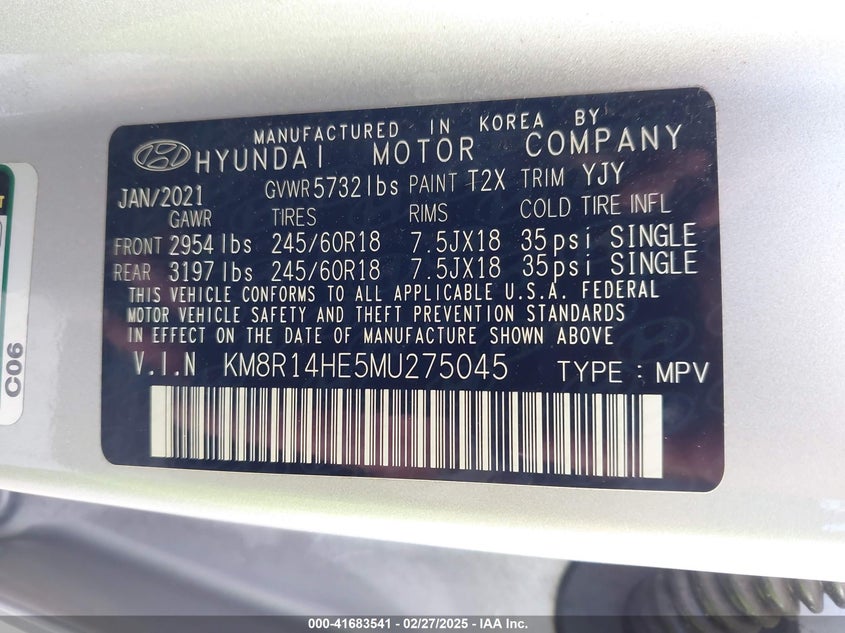 MANUFACTURED IN KOREA BY
HYUNDAI MOTOR COMPANY
JAN/2021 GVWR 5732 lbs PAINT T2X TRIM YJY
GAWR TIRES RIMS COLD TIRE INFL
FRONT 2954 lbs 245/60R18 7.5JX18 35psi SINGLE
REAR 3197 lbs 245/60R18 7.5JX18 35psi SINGLE
THIS VEHICLE CONFORMS TO ALL APPLICABLE U.S.A. FEDERAL
MOTOR VEHICLE SAFETY AND THEFT PREVENTION STANDARDS
IN EFFECT ON THE DATE OF MANUFACTURE SHOWN ABOVE
V.I.N KM8R14HE5MU275045 TYPE : MPV
C06
000-41683541 / 02/27/2025 - IAA Inc.